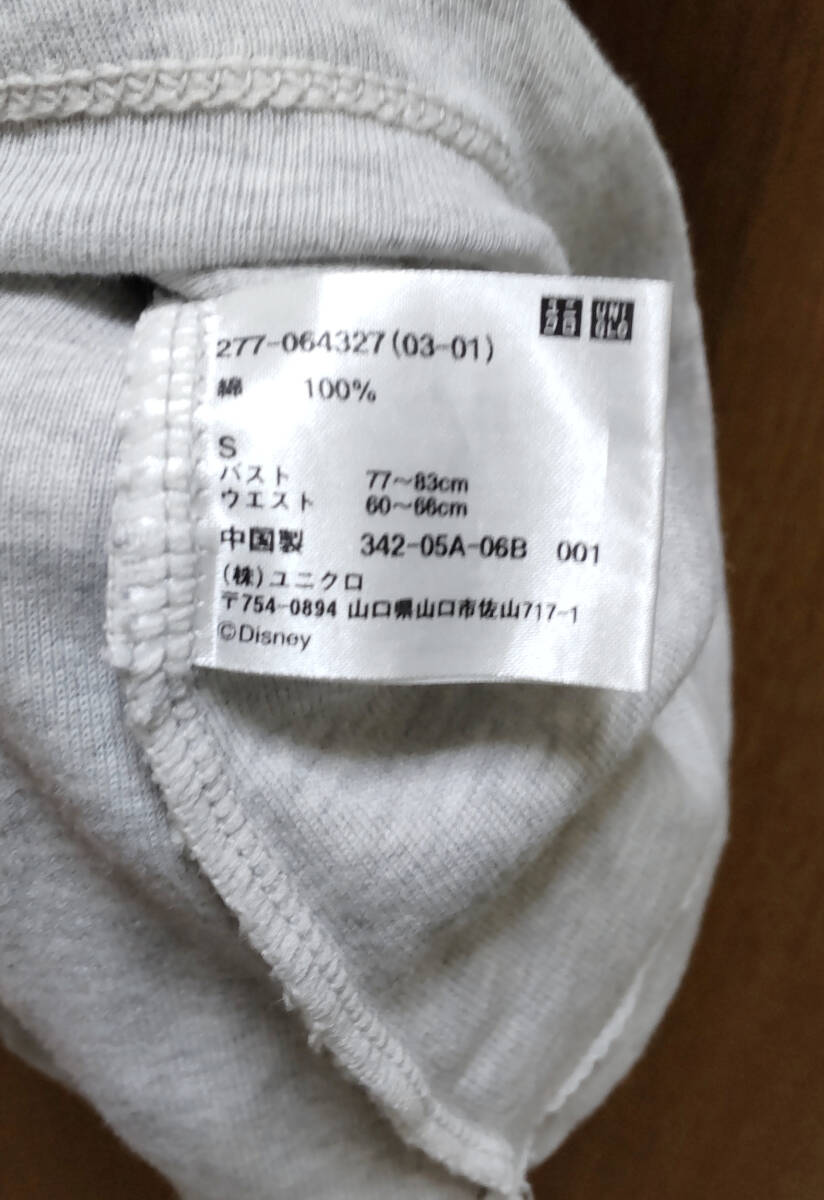 ユニクロ UNIQLO
277-064327(03-01)
綿 100%
S
バスト 77~83cm
ウエスト 60~66cm
中国製 342-05A-06B 001
(株)ユニクロ
〒754-0894 山口県山口市佐山717-1
©Disney